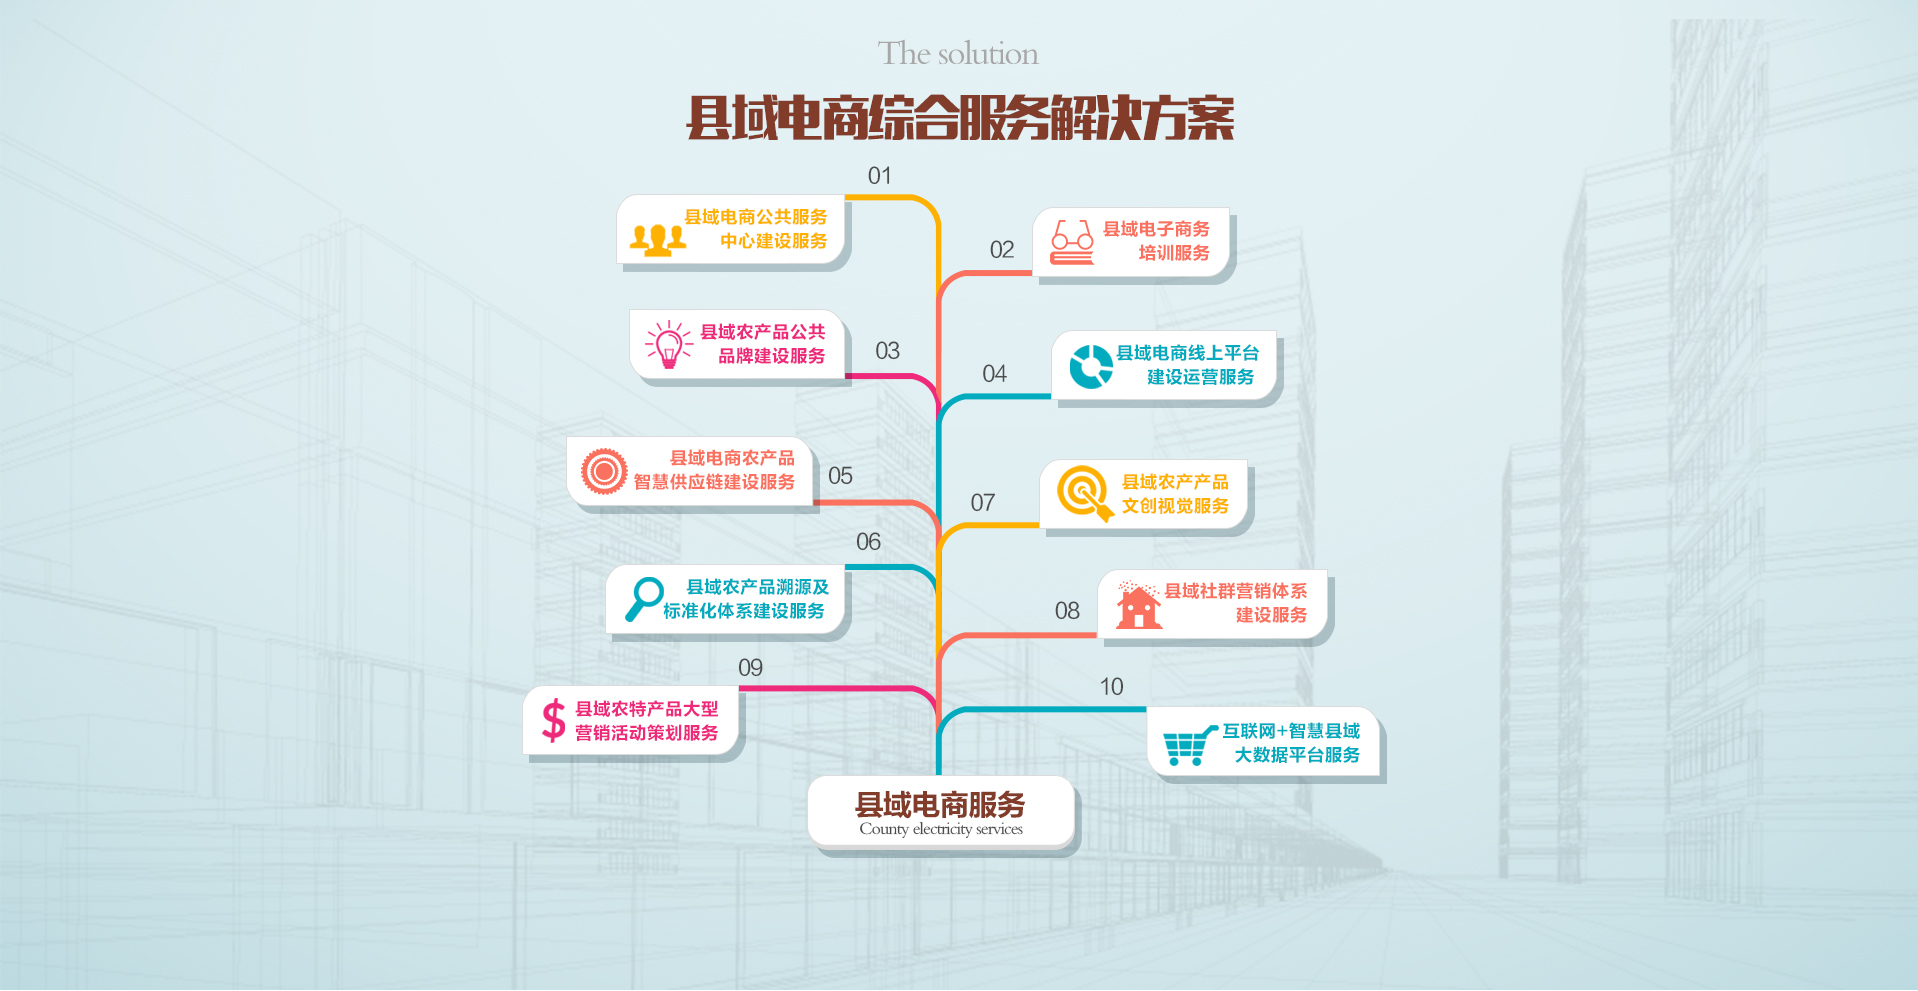 The solution
县域电商综合服务解决方案
01
县域电商公共服务
中心建设服务
02
县域电子商务
培训服务
03
县域农产品公共
品牌建设服务
04
县域电商线上平台
建设运营服务
05
县域电商农产品
智慧供应链建设服务
06
县域农产品溯源及
标准化体系建设服务
07
县域农产产品
文创视觉服务
08
县域社群营销体系
建设服务
09
县域农特产品大型
营销活动策划服务
10
互联网+智慧县域
大数据平台服务
县域电商服务
County electricity services